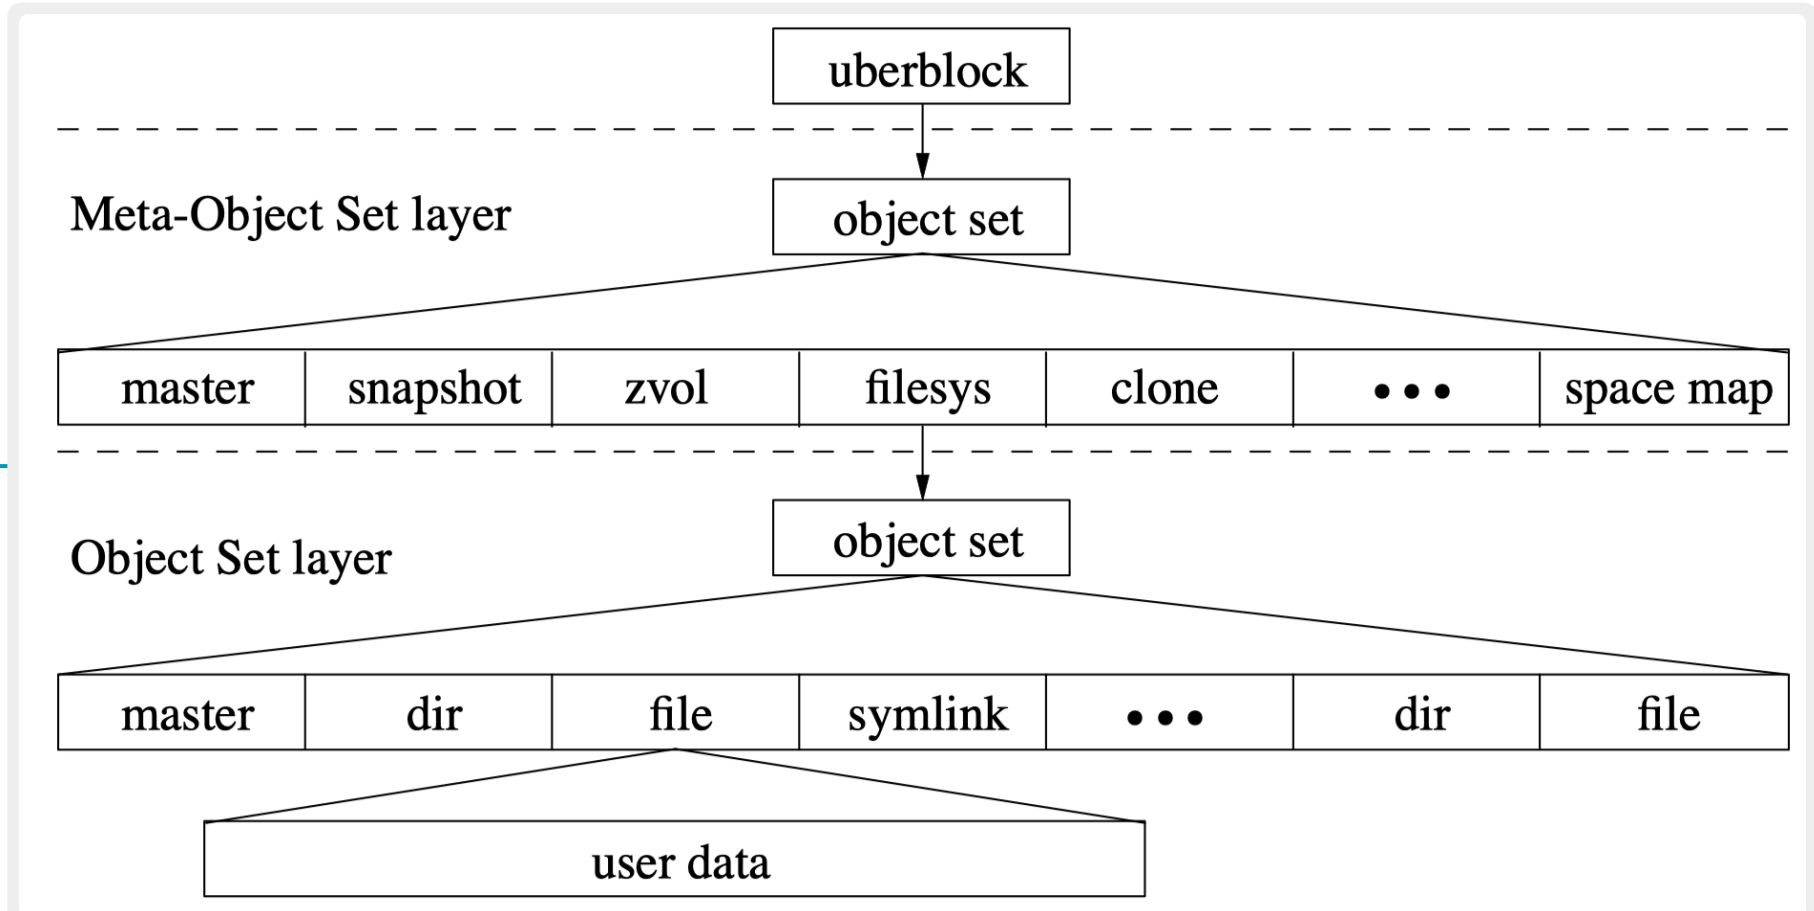 uberblock
Meta-Object Set layer
object set
master snapshot zvol filesys clone ••• space map
Object Set layer
object set
master dir file symlink ••• dir file
user data